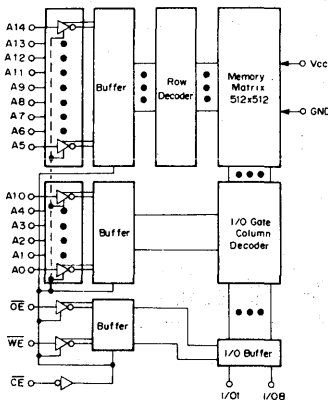 A14
A13
A12
A11
A9
A8
A7
A6
A5
Buffer
Row
Decoder
Memory
Matrix
512x512
Vcc
GND
A10
A4
A3
A2
A1
A0
Buffer
I/O Gate
Column
Decoder
OE
WE
CE
Buffer
I/O Buffer
I/O1
I/O8